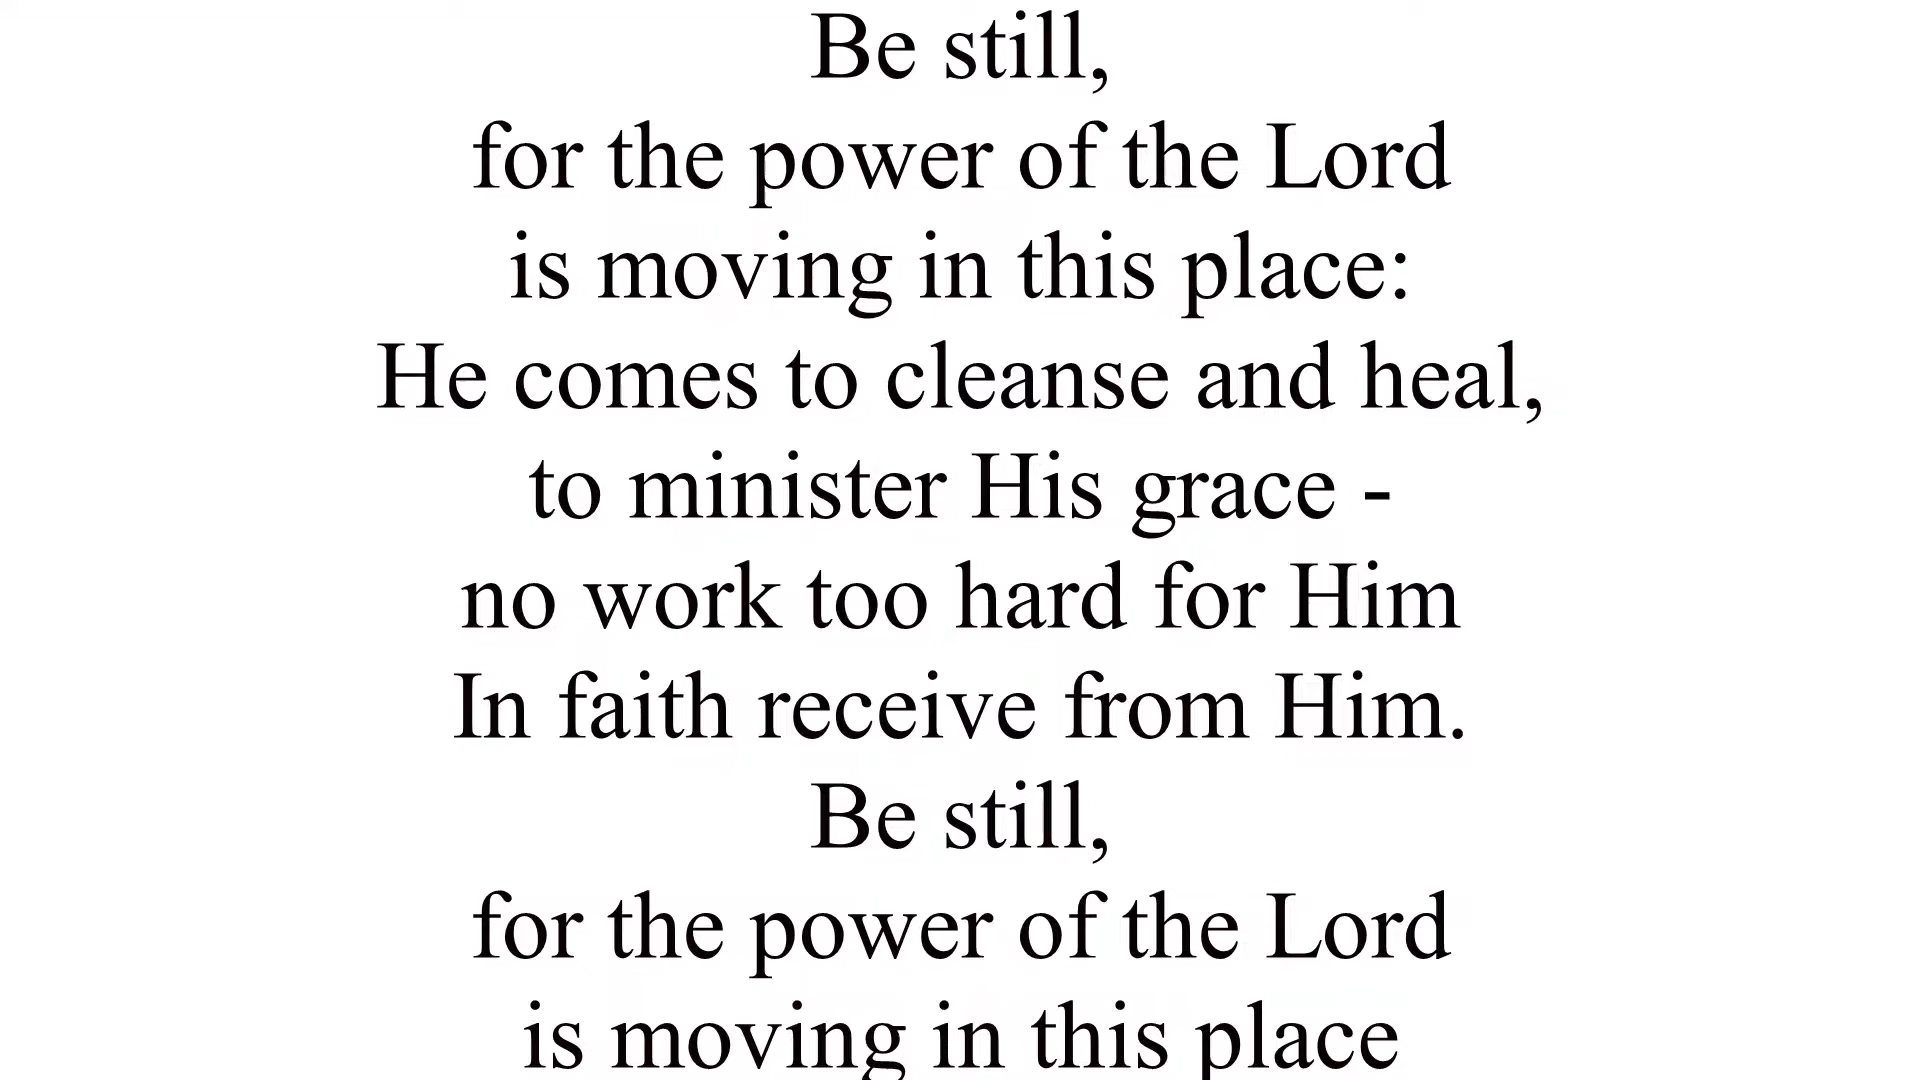 Be still,
for the power of the Lord
is moving in this place:
He comes to cleanse and heal,
to minister His grace -
no work too hard for Him
In faith receive from Him.
Be still,
for the power of the Lord
is moving in this place